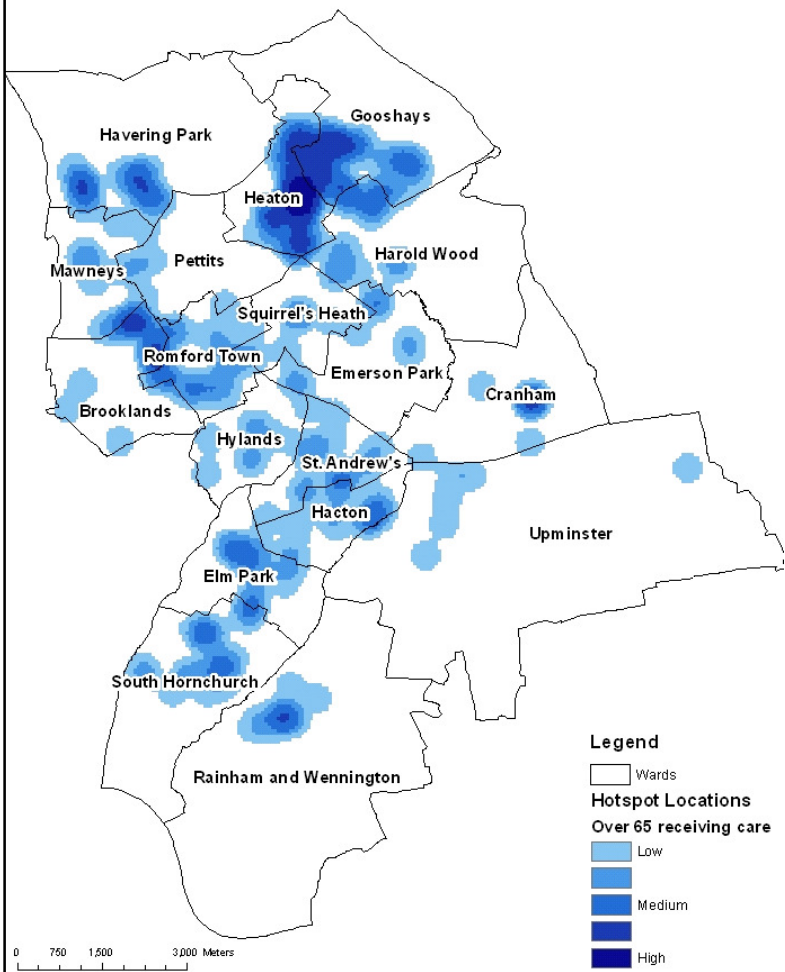 Gooshays
Havering Park
Heaton
Harold Wood
Pettits
Mawneys
Squirrel's Heath
Romford Town
Emerson Park
Cranham
Brooklands
Hylands
St. Andrew's
Hacton
Upminster
Elm Park
South Hornchurch
Rainham and Wennington
Legend
Wards
Hotspot Locations
Over 65 receiving care
Low
Medium
High
0 750 1,500 3,000 Meters